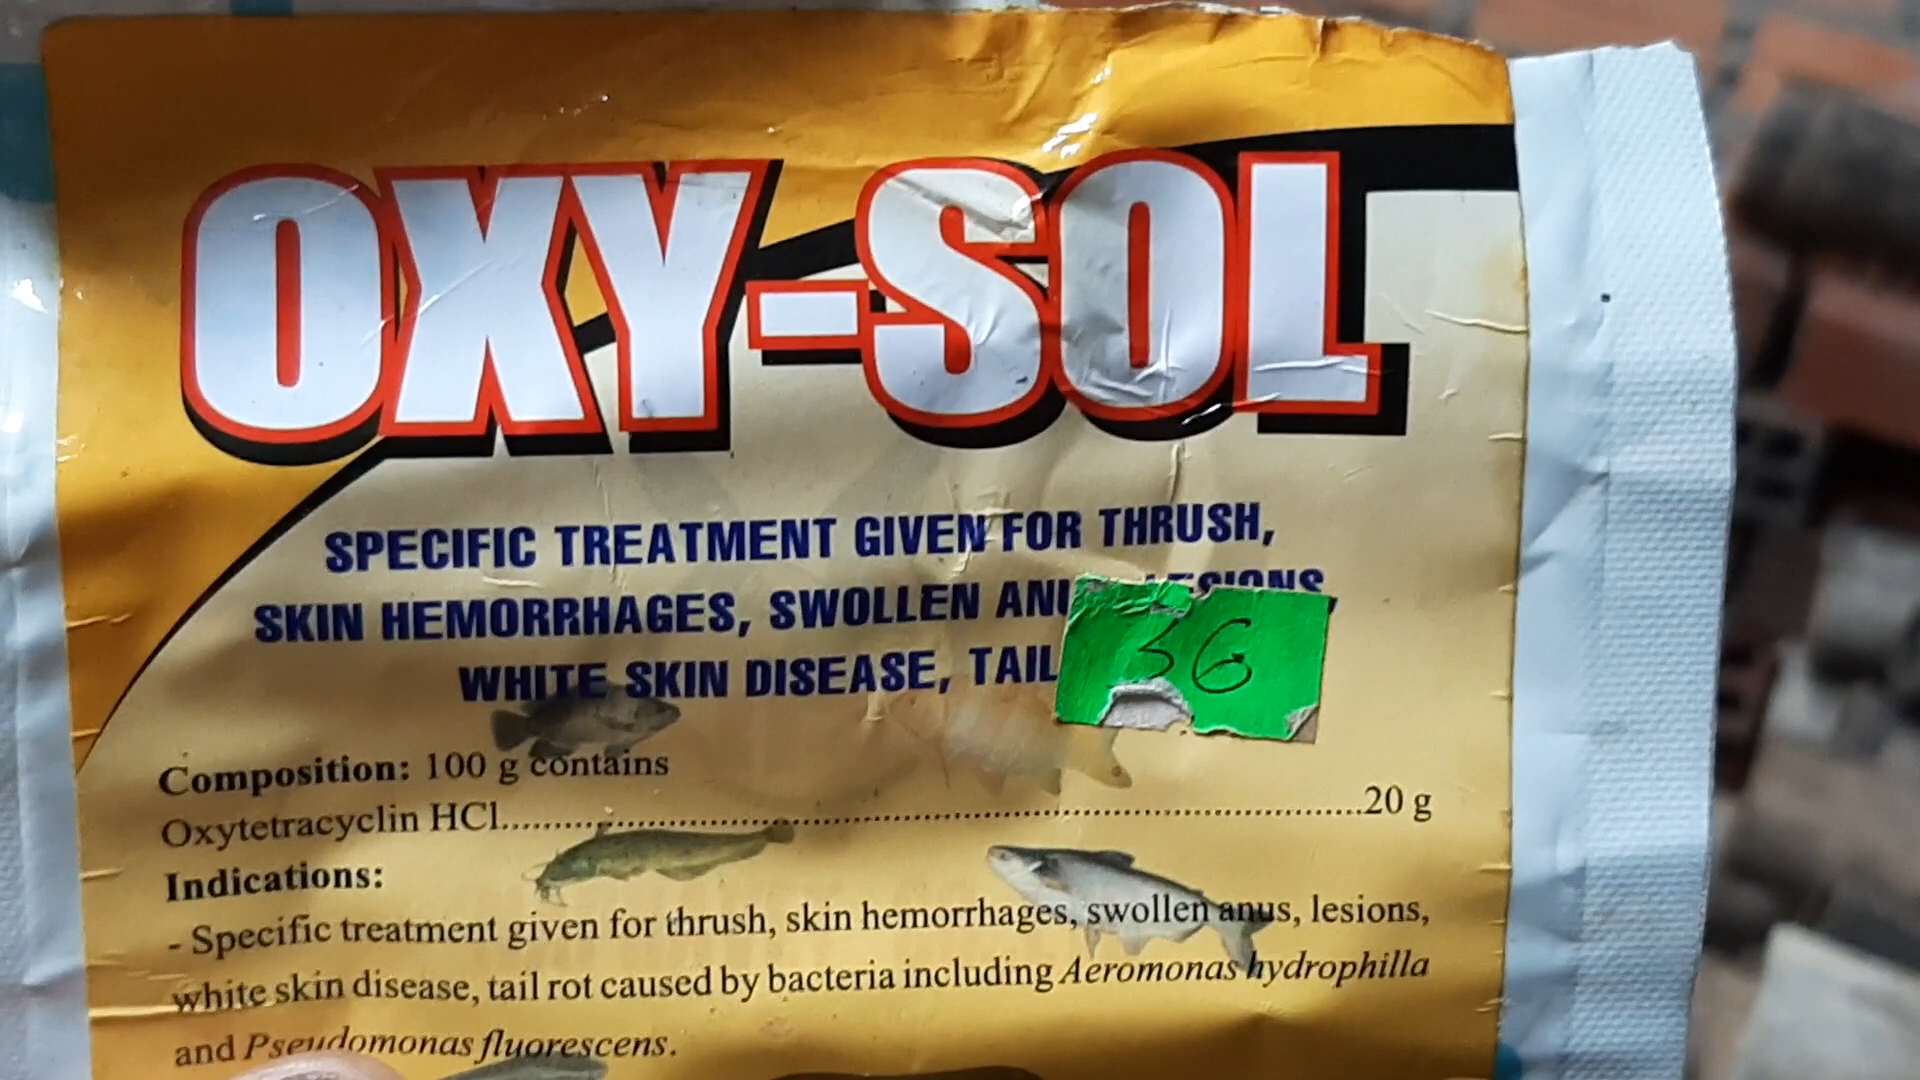 OXY-SOL
SPECIFIC TREATMENT GIVEN FOR THRUSH,
SKIN HEMORRHAGES, SWOLLEN LESIONS,
WHITE SKIN DISEASE, TAIL
36
Composition: 100 g contains
Oxytetracyclin HCl........................................20 g
Indications:
- Specific treatment given for thrush, skin hemorrhages, swollen anus, lesions,
white skin disease, tail rot caused by bacteria including Aeromonas hydrophilla
and Pseudomonas fluorescens.